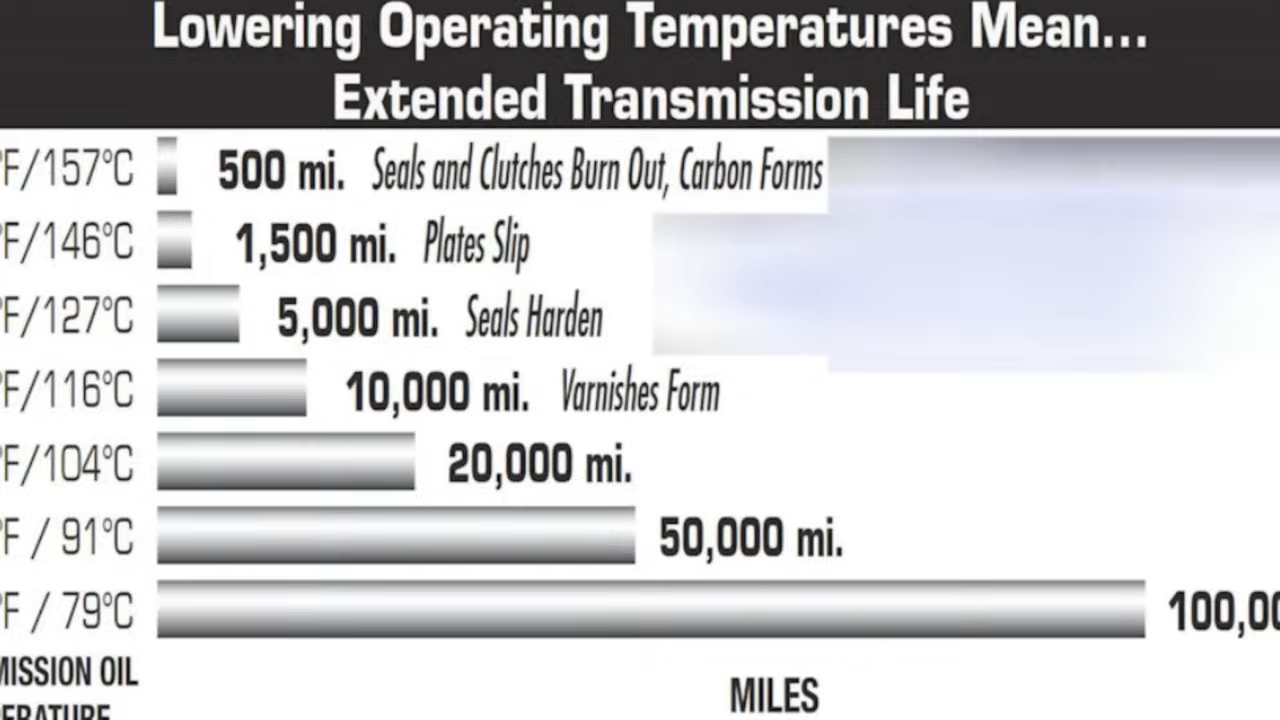 Lowering Operating Temperatures Mean...
Extended Transmission Life
°F/157°C 500 mi. Seals and Clutches Burn Out, Carbon Forms
°F/146°C 1,500 mi. Plates Slip
°F/127°C 5,000 mi. Seals Harden
°F/116°C 10,000 mi. Varnishes Form
°F/104°C 20,000 mi.
°F / 91°C 50,000 mi.
°F / 79°C 100,00
MISSION OIL
ERATURE
MILES